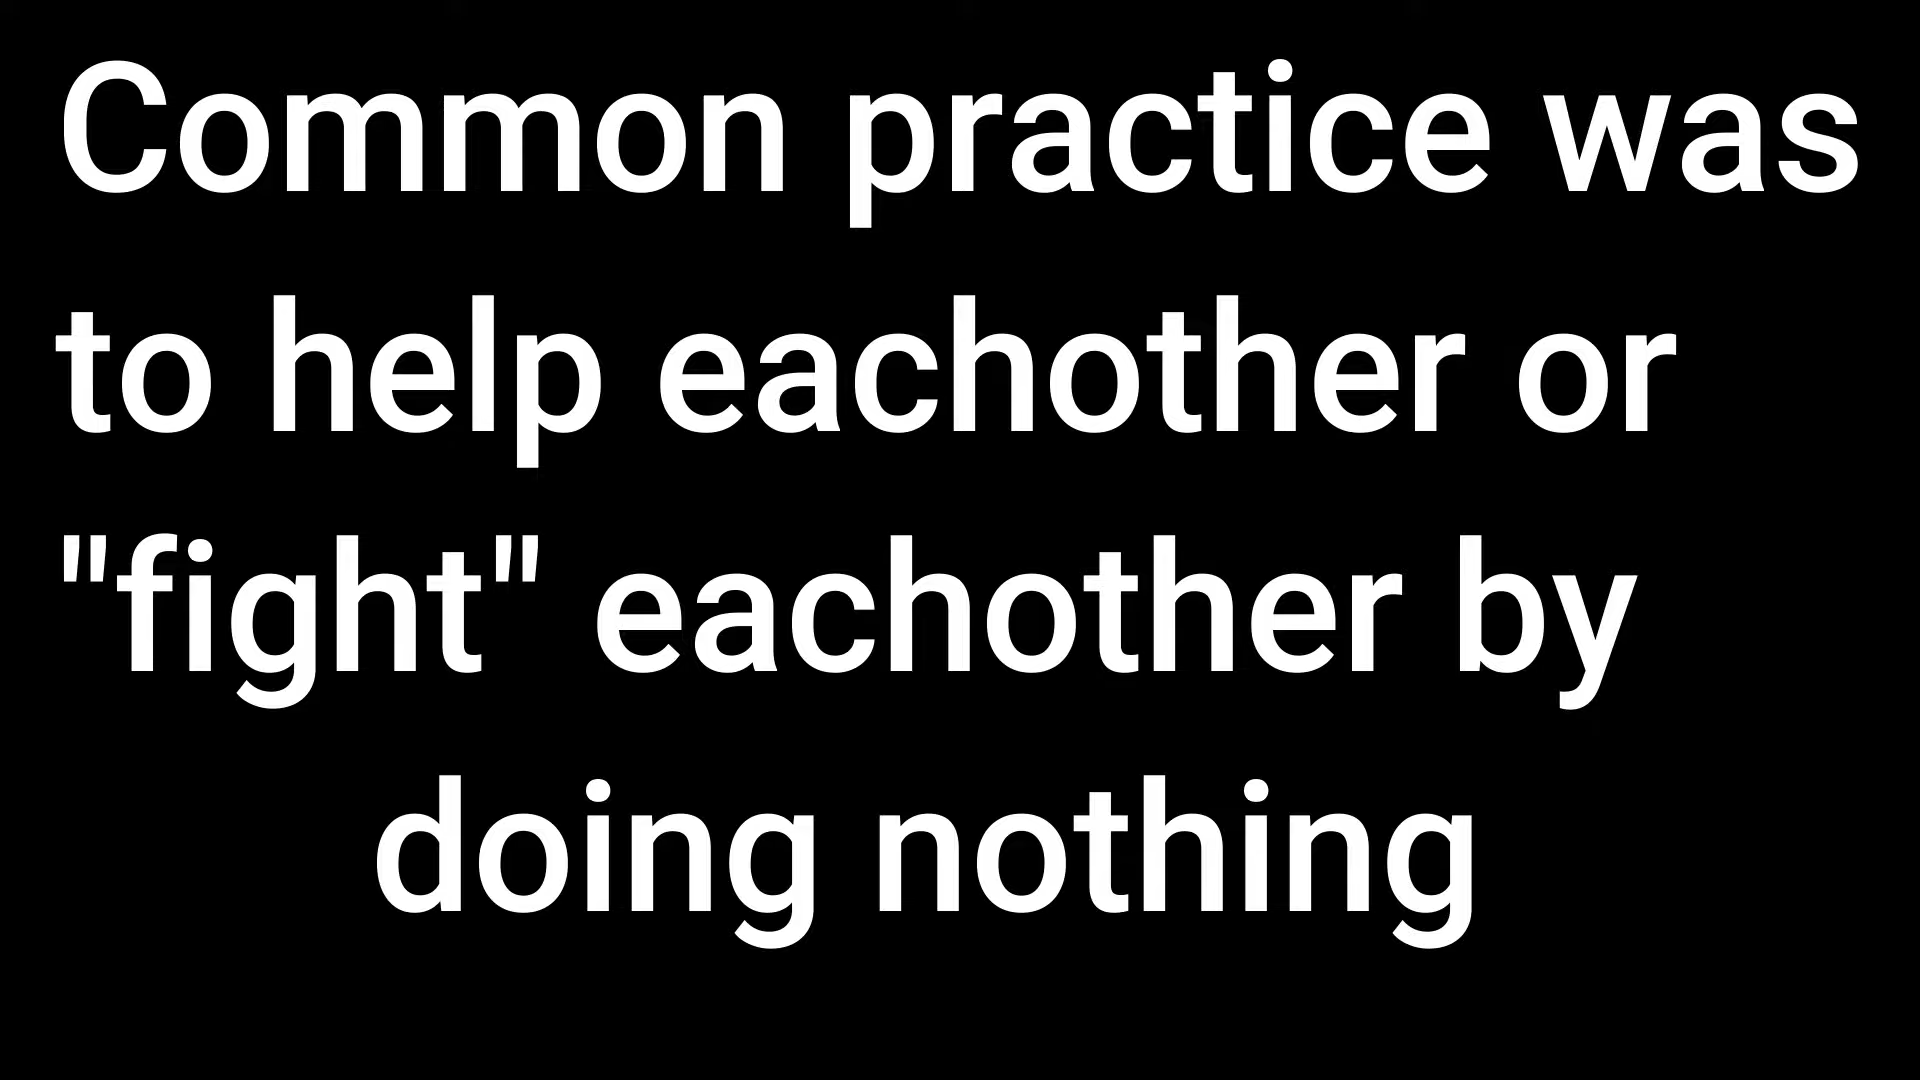 Common practice was
to help eachother or
"fight" eachother by
doing nothing